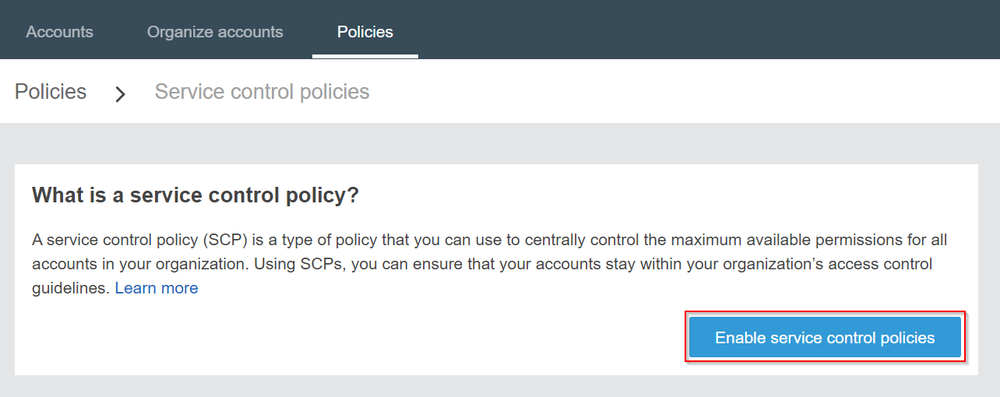 Accounts Organize accounts Policies
Policies > Service control policies
What is a service control policy?
A service control policy (SCP) is a type of policy that you can use to centrally control the maximum available permissions for all
accounts in your organization. Using SCPs, you can ensure that your accounts stay within your organization’s access control
guidelines. Learn more
Enable service control policies